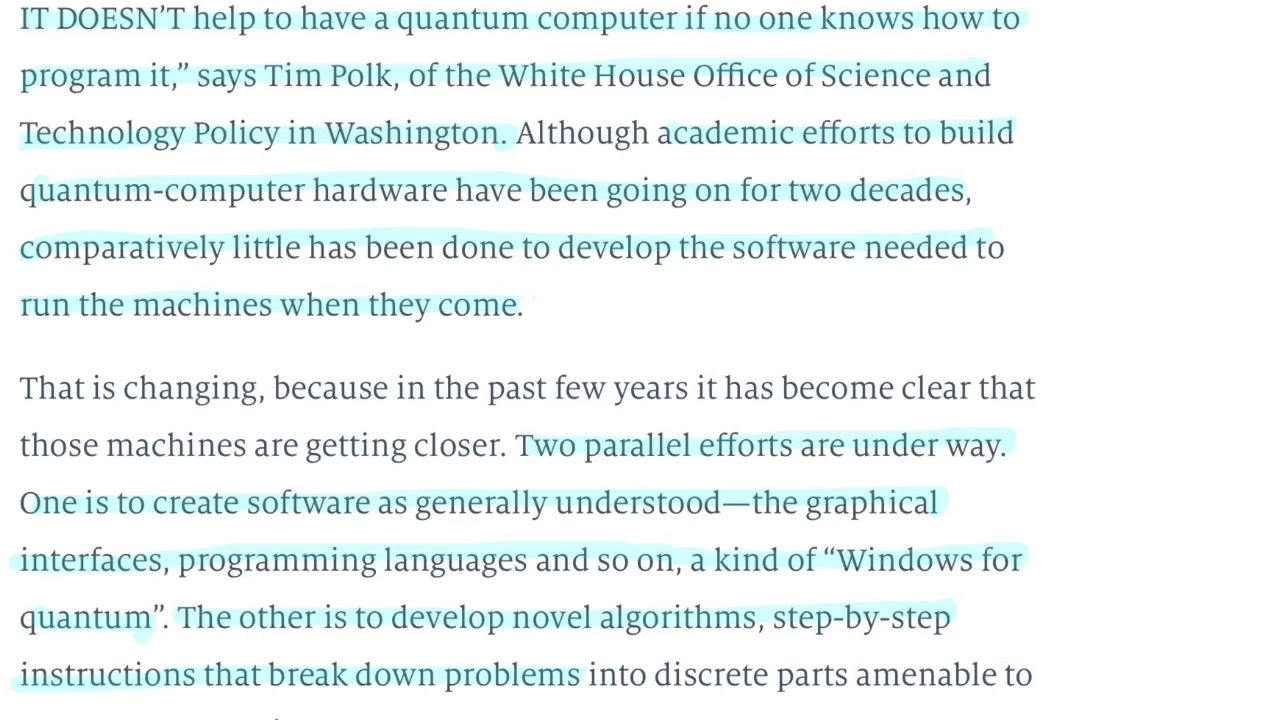 IT DOESN’T help to have a quantum computer if no one knows how to
program it,” says Tim Polk, of the White House Office of Science and
Technology Policy in Washington. Although academic efforts to build
quantum-computer hardware have been going on for two decades,
comparatively little has been done to develop the software needed to
run the machines when they come.
That is changing, because in the past few years it has become clear that
those machines are getting closer. Two parallel efforts are under way.
One is to create software as generally understood—the graphical
interfaces, programming languages and so on, a kind of “Windows for
quantum”. The other is to develop novel algorithms, step-by-step
instructions that break down problems into discrete parts amenable to